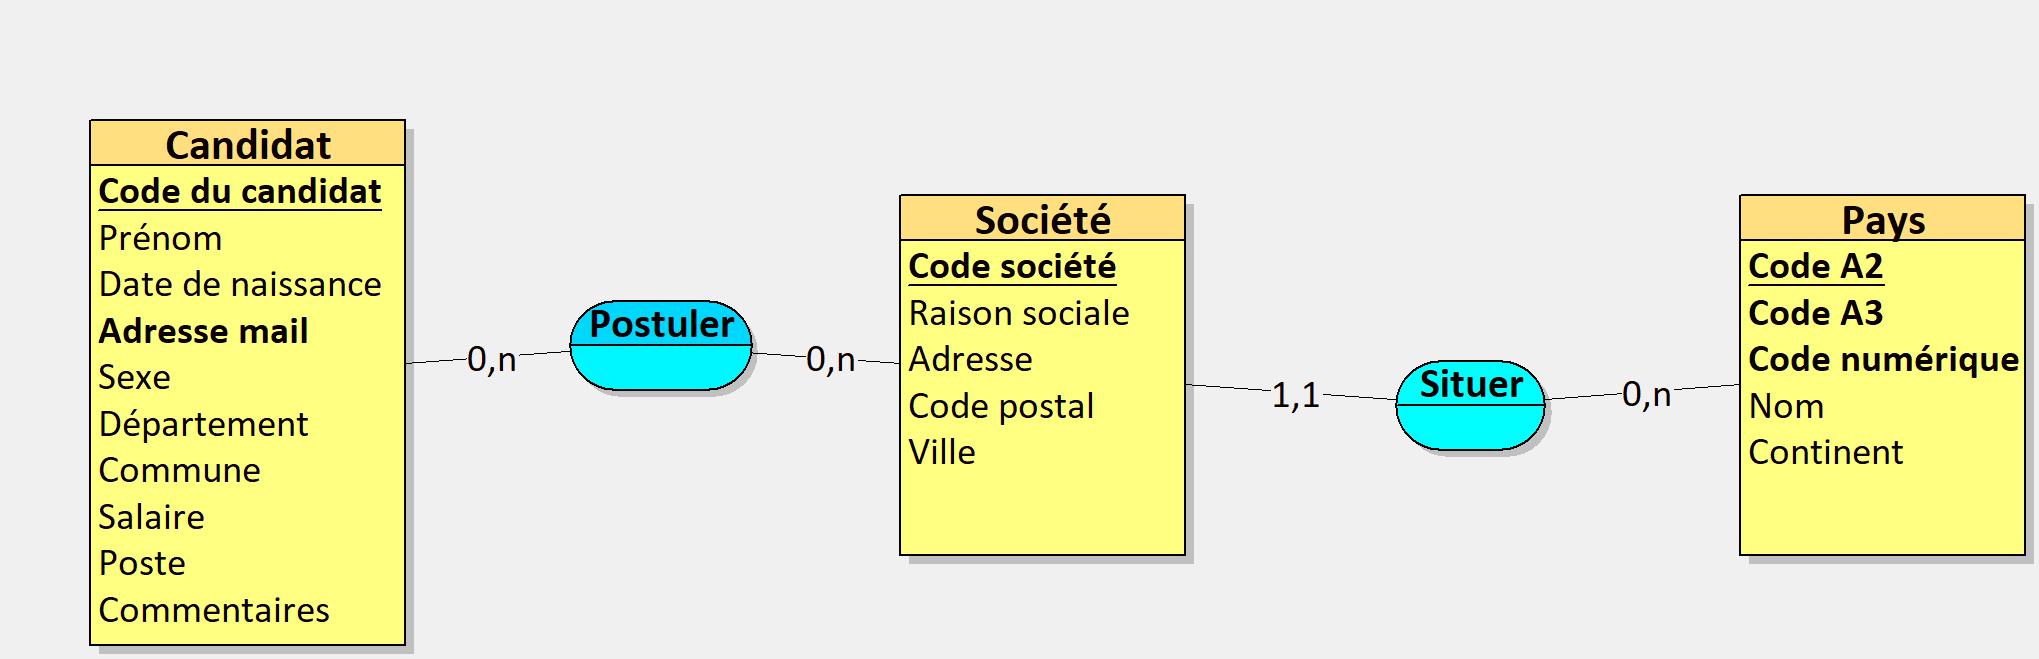 Candidat
Code du candidat
Prénom
Date de naissance
Adresse mail
Sexe
Département
Commune
Salaire
Poste
Commentaires
0,n
Postuler
0,n
Société
Code société
Raison sociale
Adresse
Code postal
Ville
1,1
Situer
0,n
Pays
Code A2
Code A3
Code numérique
Nom
Continent